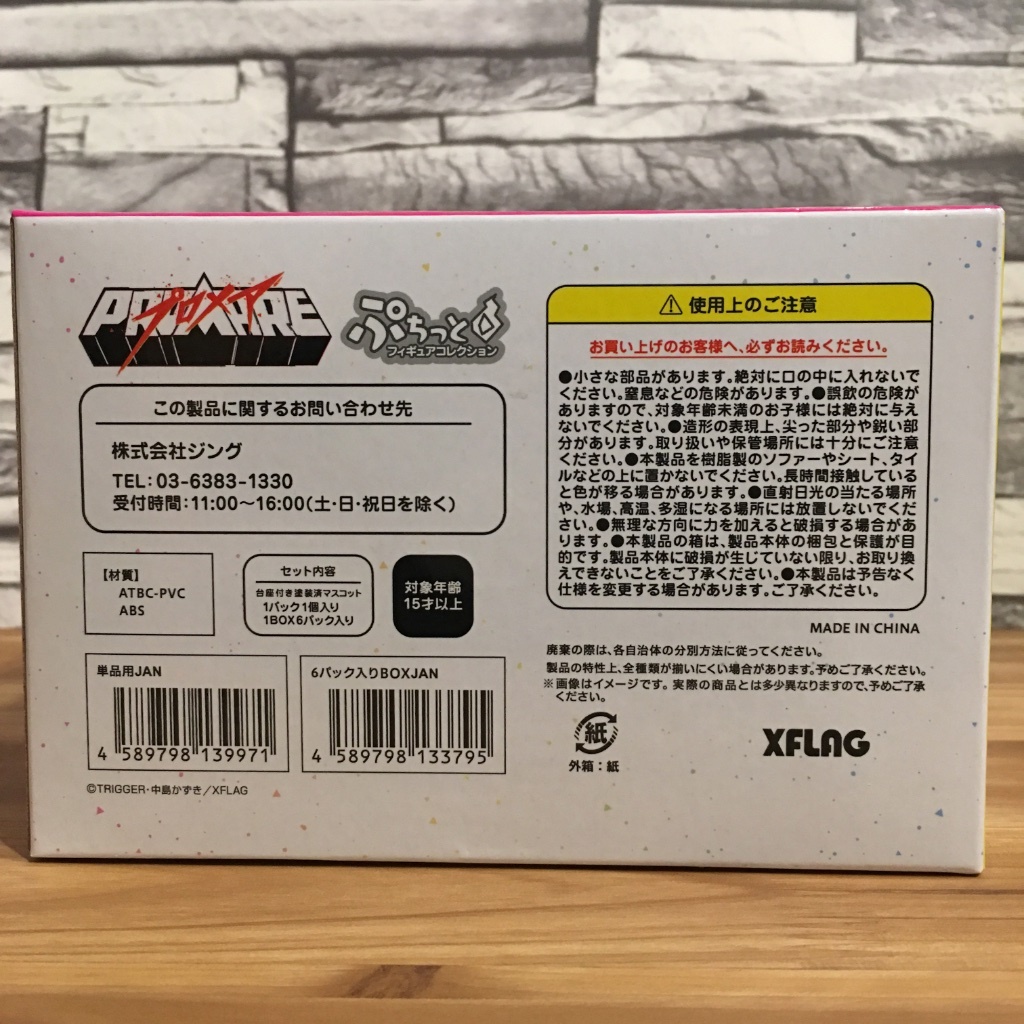 PROMARE
プロメア
ぷちっと
フィギュアコレクション
この製品に関するお問い合わせ先
株式会社ジング
TEL:03-6383-1330
受付時間:11:00～16:00(土・日・祝日を除く)
【材質】
ATBC-PVC
ABS
セット内容
台座付き塗装済マスコット
1パック1個入り
1BOX6パック入り
対象年齢
15才以上
単品用JAN
4 589798 139971
6パック入りBOXJAN
4 589798 133795
©TRIGGER・中島かずき/XFLAG
使用上のご注意
お買い上げのお客様へ、必ずお読みください。
●小さな部品があります。絶対に口の中に入れないで
ください。窒息などの危険があります。●誤飲の危険が
ありますので、対象年齢未満のお子様には絶対に与え
ないでください。●造形の表現上、尖った部分や鋭い部
分があります。取り扱いや保管場所には十分にご注意
ください。●本製品を樹脂製のソファーやシート、タイ
ルなどの上に置かないでください。長時間接触している
と色が移る場合があります。●直射日光の当たる場所
や、水場、高温、多湿になる場所には放置しないでくだ
さい。●無理な方向に力を加えると破損する場合があ
ります。●本製品の箱は、製品本体の梱包と保護が目
的です。製品本体に破損が生じていない限り、お取り換
えできないことをご了承ください。●本製品は予告なく
仕様を変更する場合があります。ご了承ください。
MADE IN CHINA
廃棄の際は、各自治体の分別方法に従ってください。
製品の特性上、全種類が揃いにくい場合があります。予めご了承ください。
※画像はイメージです。実際の商品とは多少異なりますので、予めご了承
ください。
紙
外箱：紙
XFLAG